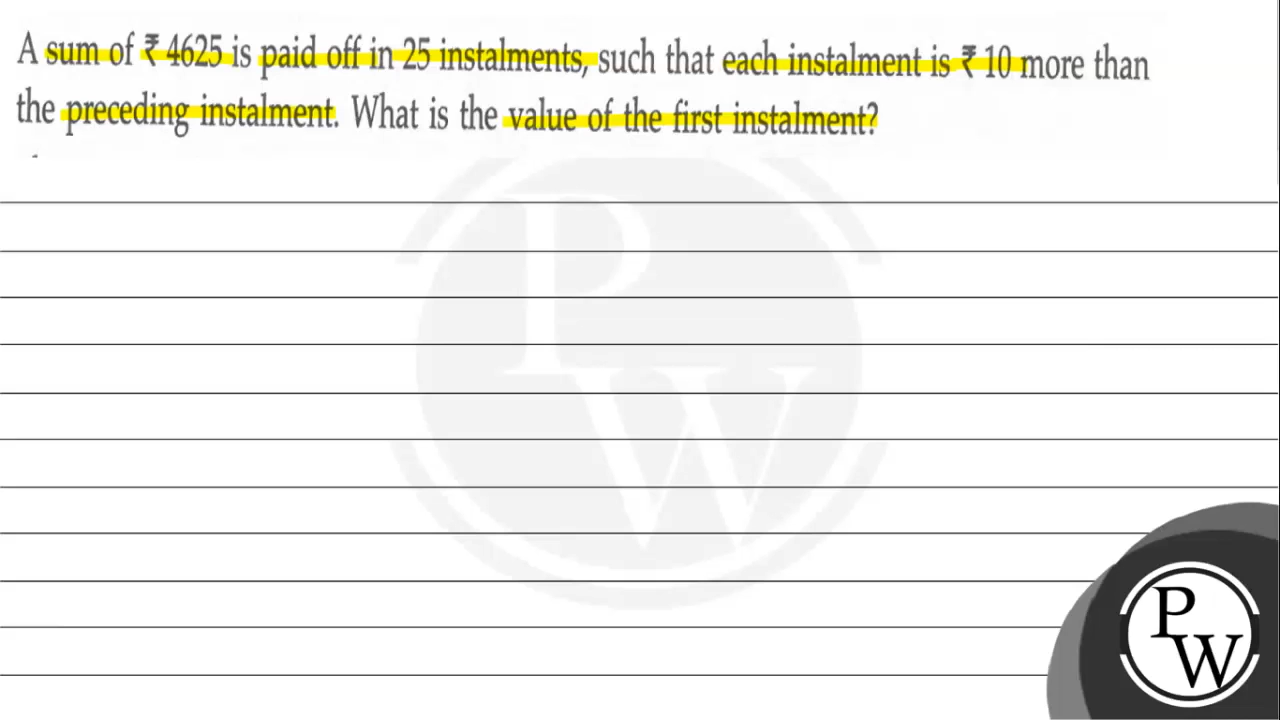 A sum of ₹ 4625 is paid off in 25 instalments, such that each instalment is ₹ 10 more than
the preceding instalment. What is the value of the first instalment?
P
W
P
W